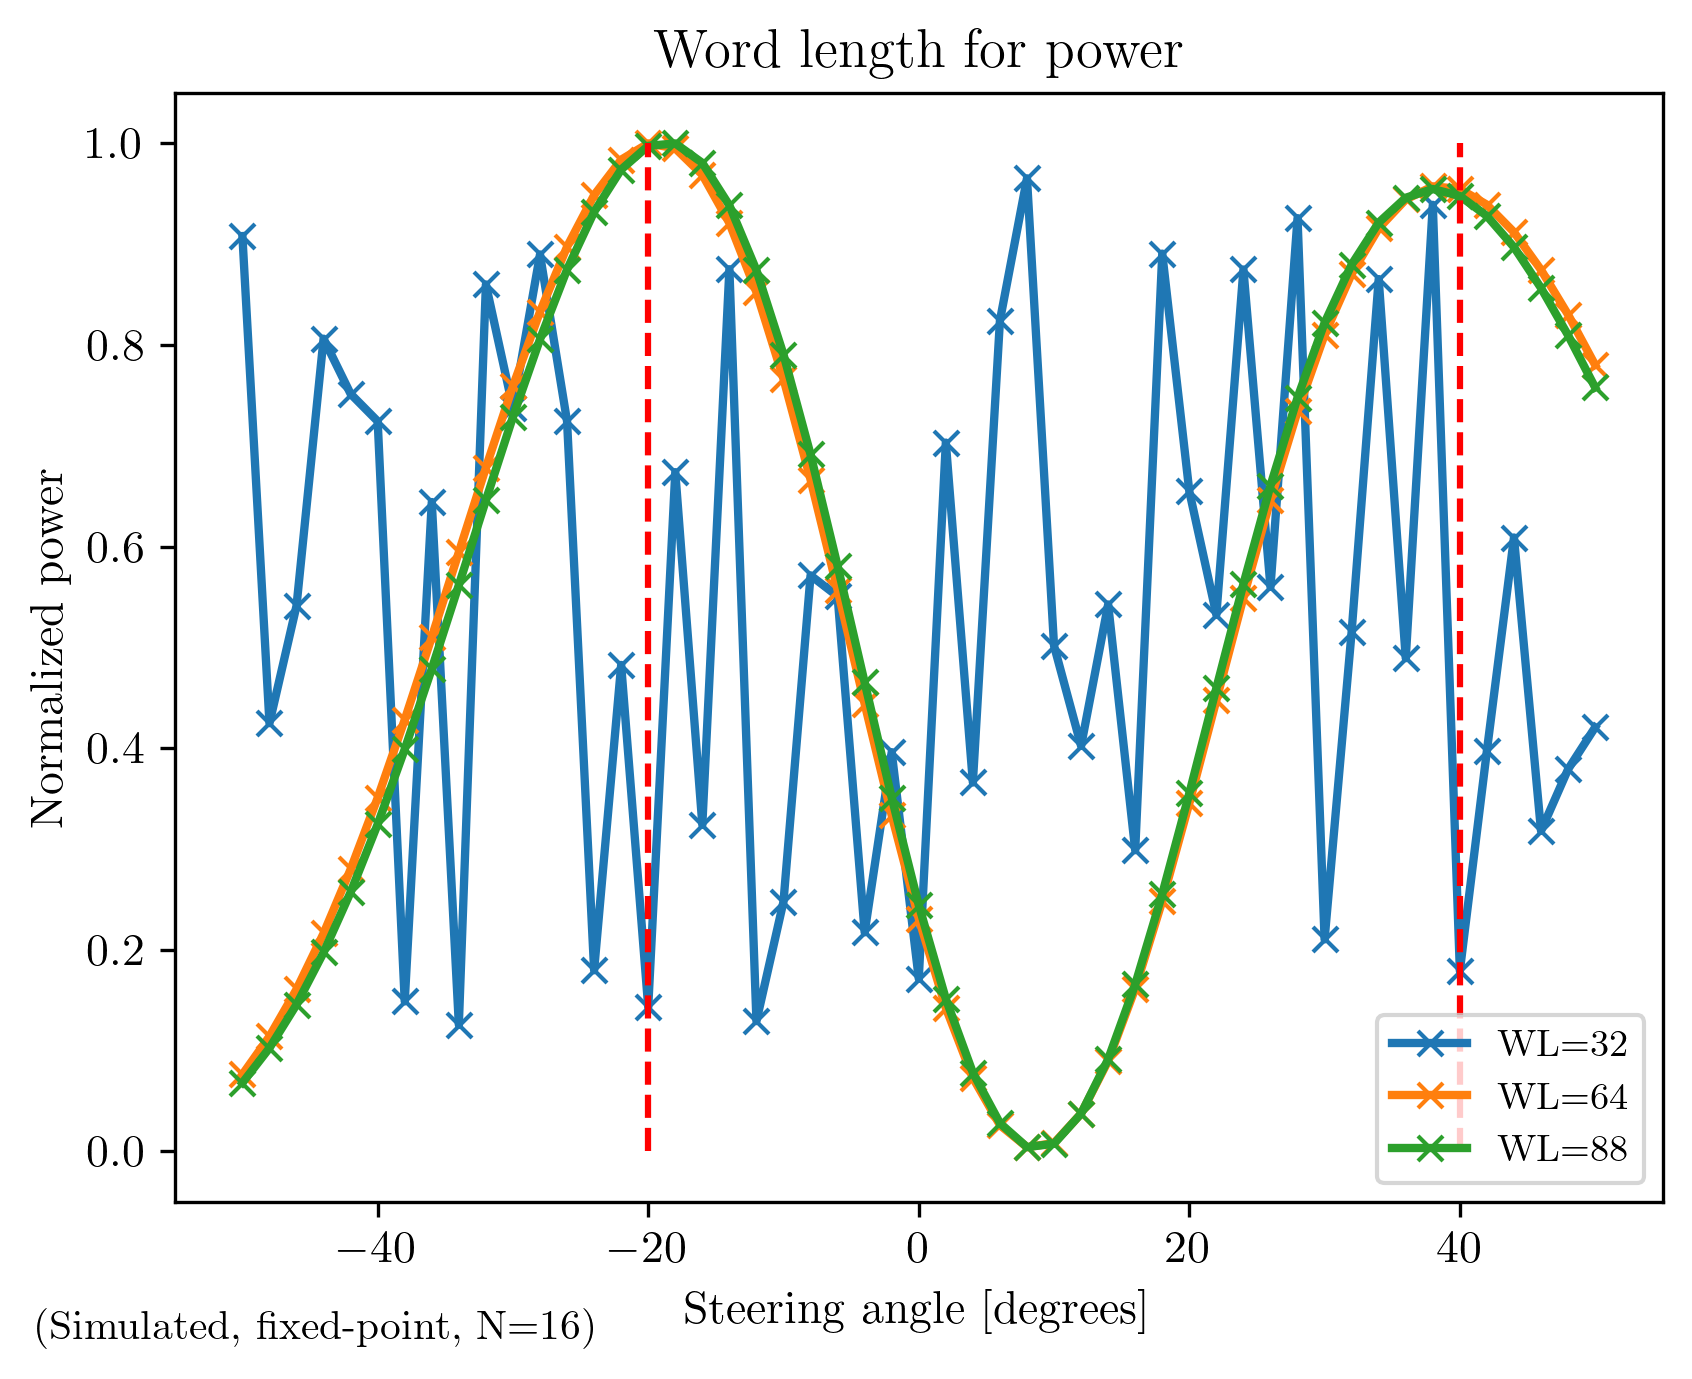 Word length for power
Normalized power
1.0
0.8
0.6
0.4
0.2
0.0
−40
−20
0
20
40
Steering angle [degrees]
WL=32
WL=64
WL=88
(Simulated, fixed-point, N=16)